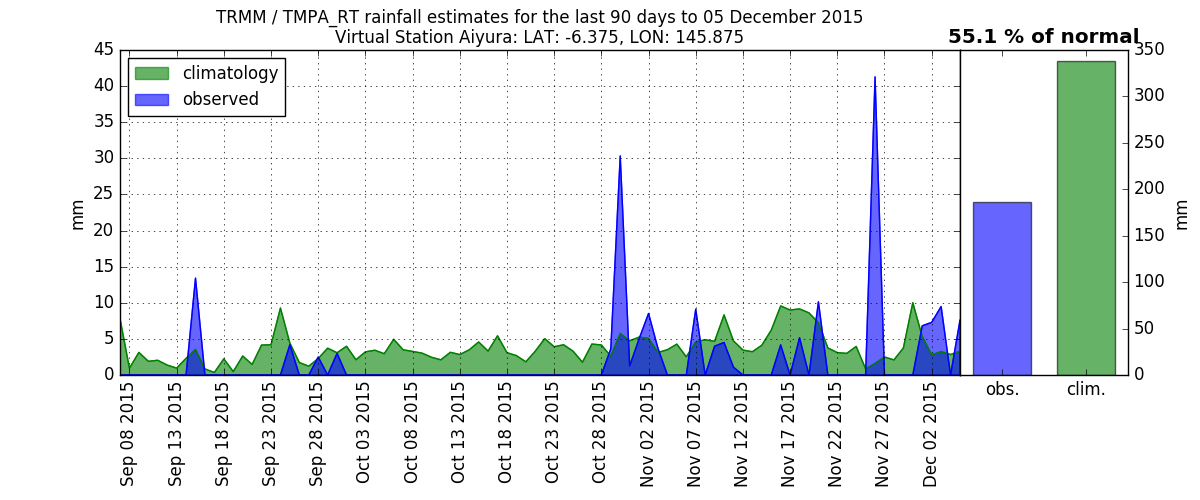 TRMM / TMPA_RT rainfall estimates for the last 90 days to 05 December 2015
Virtual Station Aiyura: LAT: -6.375, LON: 145.875
55.1 % of normal
climatology
observed
45
40
35
30
25
20
15
10
5
0
mm
Sep 08 2015
Sep 13 2015
Sep 18 2015
Sep 23 2015
Sep 28 2015
Oct 03 2015
Oct 08 2015
Oct 13 2015
Oct 18 2015
Oct 23 2015
Oct 28 2015
Nov 02 2015
Nov 07 2015
Nov 12 2015
Nov 17 2015
Nov 22 2015
Nov 27 2015
Dec 02 2015
350
300
250
200
150
100
50
0
mm
obs.
clim.